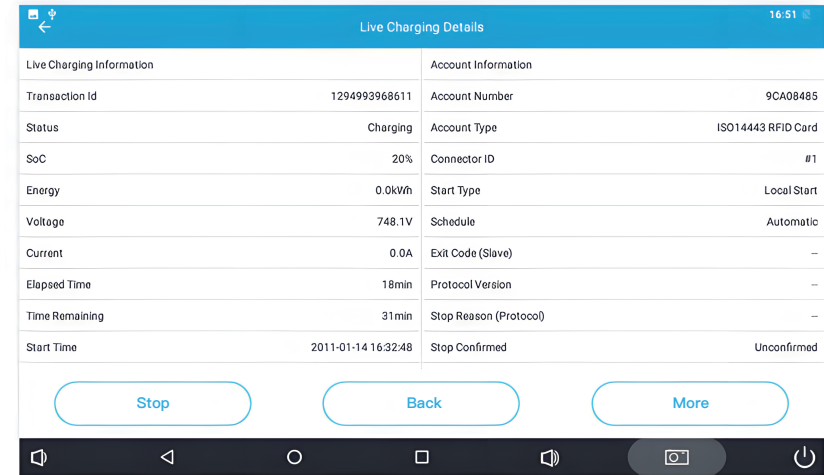 16:51
Live Charging Details
Live Charging Information
Transaction Id 1294993968611
Status Charging
SoC 20%
Energy 0.0kWh
Voltage 748.1V
Current 0.0A
Elapsed Time 18min
Time Remaining 31min
Start Time 2011-01-14 16:32:48
Account Information
Account Number 9CA08485
Account Type ISO14443 RFID Card
Connector ID #1
Start Type Local Start
Schedule Automatic
Exit Code (Slave) --
Protocol Version --
Stop Reason (Protocol) --
Stop Confirmed Unconfirmed
Stop
Back
More